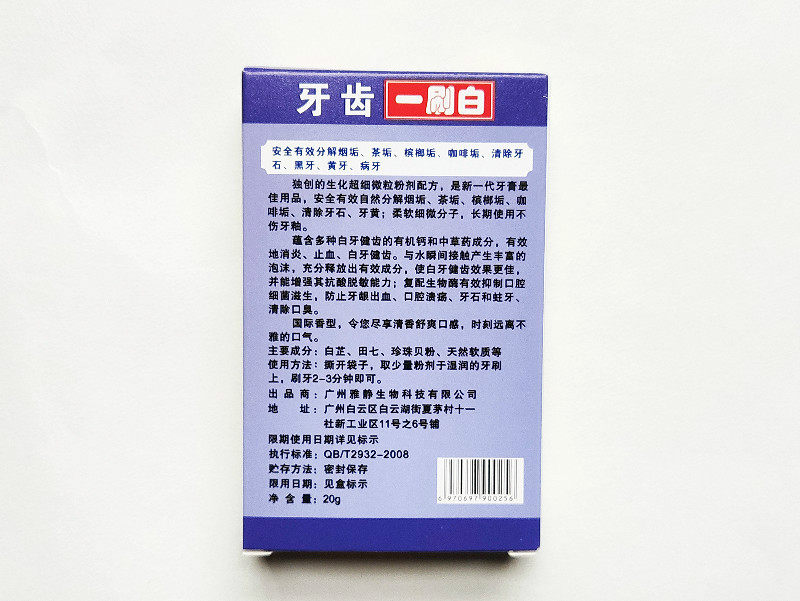 牙齿 一刷白
安全有效分解烟垢、茶垢、槟榔垢、咖啡垢、清除牙
石、黑牙、黄牙、病牙
独创的生化超细微粒粉剂配方，是新一代牙膏最
佳用品，安全有效自然分解烟垢、茶垢、槟榔垢、咖
啡垢、清除牙石、牙黄；柔软细微分子，长期使用不
伤牙釉。
蕴含多种白牙健齿的有机钙和中草药成分，有效
地消炎、止血、白牙健齿。与水瞬间接触产生丰富的
泡沫，充分释放出有效成分，使白牙健齿效果更佳，
并能增强其抗酸脱敏能力；复配生物酶有效抑制口腔
细菌滋生，防止牙龈出血、口腔溃疡、牙石和蛀牙、
清除口臭。
国际香型，令您尽享清香舒爽口感，时刻远离不
雅的口气。
主要成分：白芷、田七、珍珠贝粉、天然软质等
使用方法：撕开袋子，取少量粉剂于湿润的牙刷
上，刷牙2-3分钟即可。
出品商：广州雅静生物科技有限公司
地址：广州白云区白云湖街夏茅村十一
社新工业区11号之6号铺
限期使用日期详见标示
执行标准：QB/T2932-2008
贮存方法：密封保存
限用日期：见盒标示
净含量：20g
6970697900256